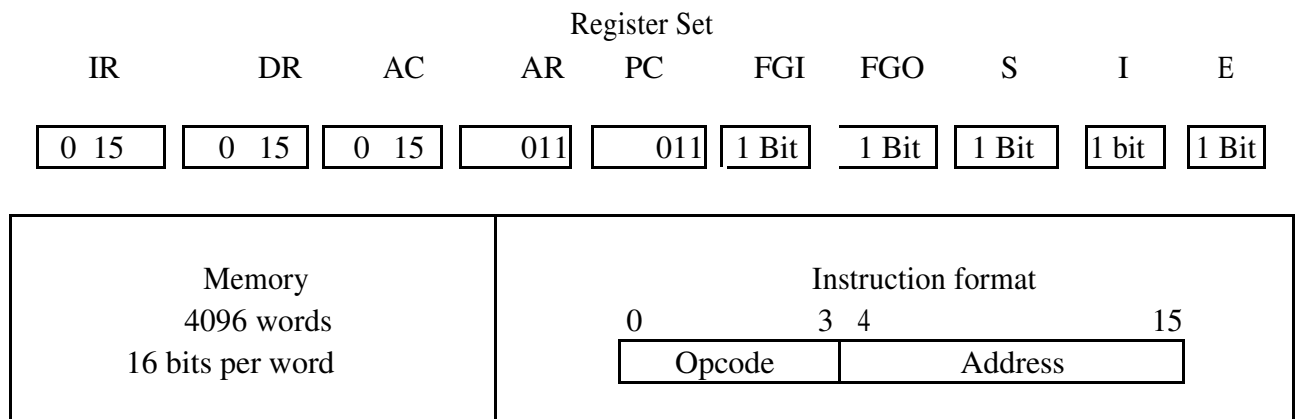 Register Set
IR DR AC AR PC FGI FGO S I E
0 15 0 15 0 15 011 011 1 Bit 1 Bit 1 Bit 1 bit 1 Bit
Memory Instruction format
4096 words 0 3 4 15
16 bits per word Opcode Address